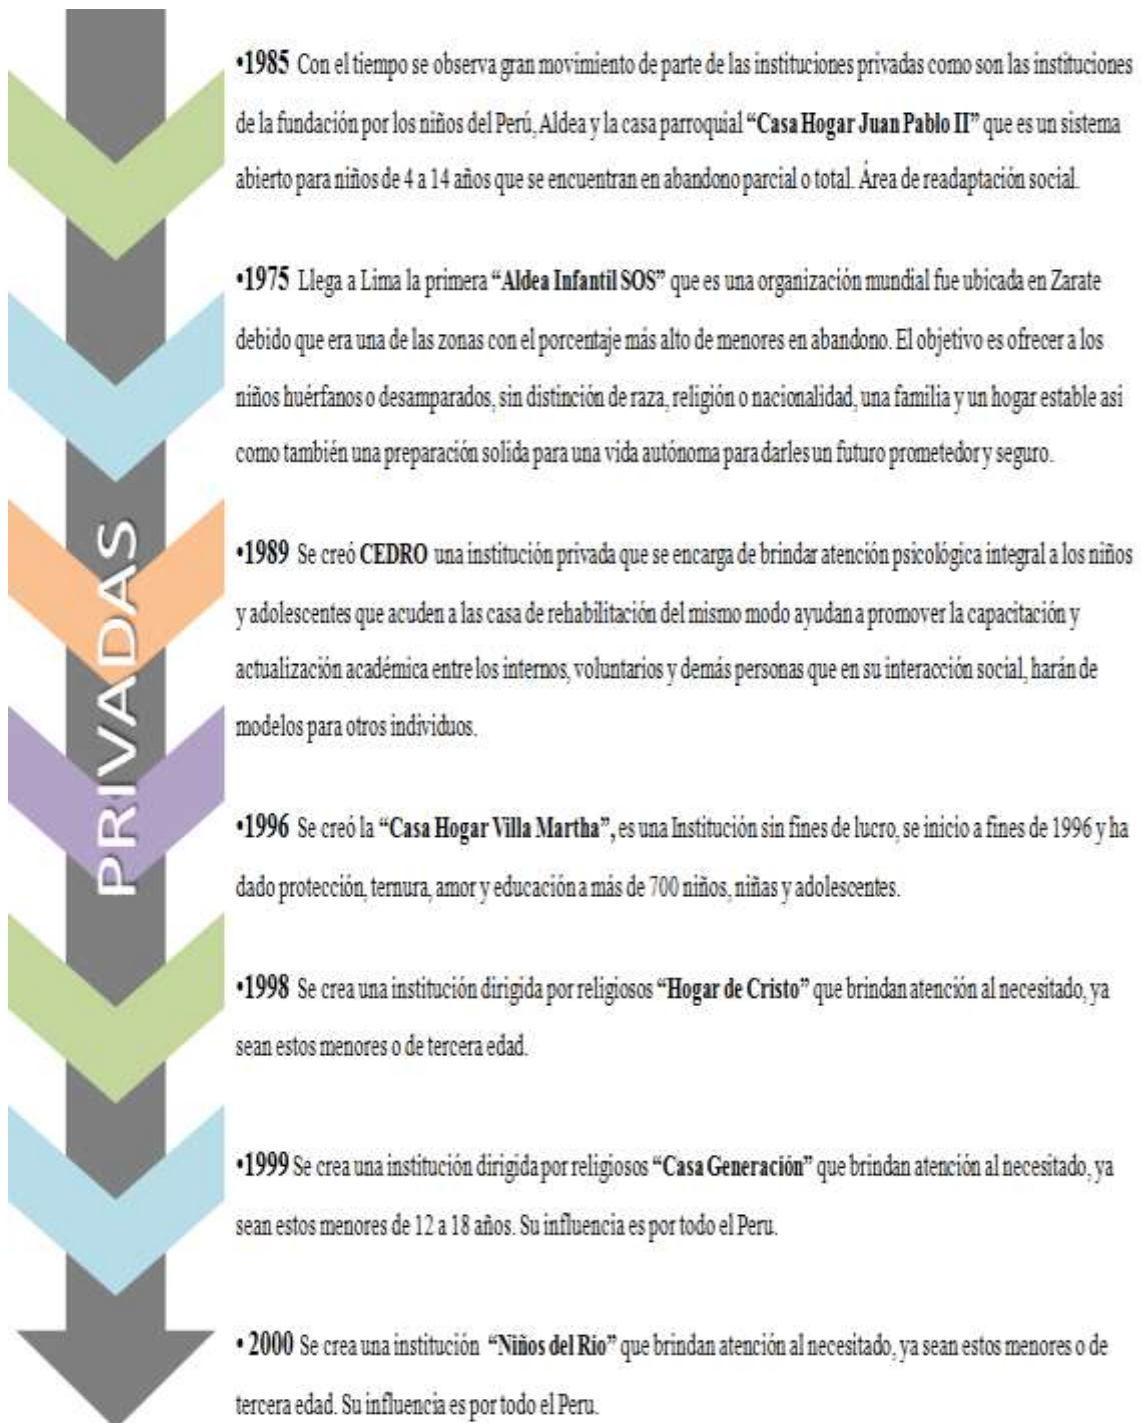 PRIVADAS
•1985 Con el tiempo se observa gran movimiento de parte de las instituciones privadas como son las instituciones
de la fundación por los niños del Perú, Aldea y la casa parroquial “Casa Hogar Juan Pablo II” que es un sistema
abierto para niños de 4 a 14 años que se encuentran en abandono parcial o total. Área de readaptación social.
•1975 Llega a Lima la primera “Aldea Infantil SOS” que es una organización mundial fue ubicada en Zarate
debido que era una de las zonas con el porcentaje más alto de menores en abandono. El objetivo es ofrecer a los
niños huérfanos o desamparados, sin distinción de raza, religión o nacionalidad, una familia y un hogar estable así
como también una preparación solida para una vida autónoma para darles un futuro prometedor y seguro.
•1989 Se creó CEDRO una institución privada que se encarga de brindar atención psicológica integral a los niños
y adolescentes que acuden a las casa de rehabilitación del mismo modo ayudan a promover la capacitación y
actualización académica entre los internos, voluntarios y demás personas que en su interacción social, harán de
modelos para otros individuos.
•1996 Se creó la “Casa Hogar Villa Martha”, es una Institución sin fines de lucro, se inicio a fines de 1996 y ha
dado protección, ternura, amor y educación a más de 700 niños, niñas y adolescentes.
•1998 Se crea una institución dirigida por religiosos “Hogar de Cristo” que brindan atención al necesitado, ya
sean estos menores o de tercera edad.
•1999 Se crea una institución dirigida por religiosos “Casa Generación” que brindan atención al necesitado, ya
sean estos menores de 12 a 18 años. Su influencia es por todo el Peru.
• 2000 Se crea una institución “Niños del Rio” que brindan atención al necesitado, ya sean estos menores o de
tercera edad. Su influencia es por todo el Peru.